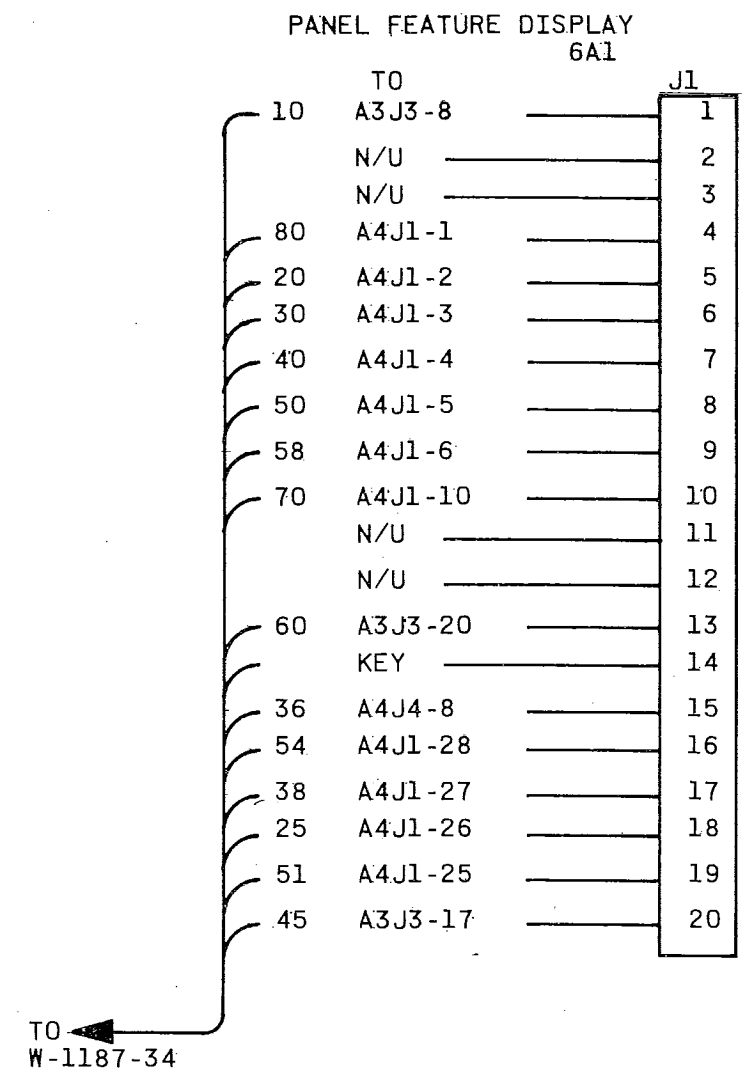 PANEL FEATURE DISPLAY
6A1
TO J1
10 A3J3-8 1
N/U 2
N/U 3
80 A4J1-1 4
20 A4J1-2 5
30 A4J1-3 6
40 A4J1-4 7
50 A4J1-5 8
58 A4J1-6 9
70 A4J1-10 10
N/U 11
N/U 12
60 A3J3-20 13
KEY 14
36 A4J4-8 15
54 A4J1-28 16
38 A4J1-27 17
25 A4J1-26 18
51 A4J1-25 19
45 A3J3-17 20
TO
W-1187-34